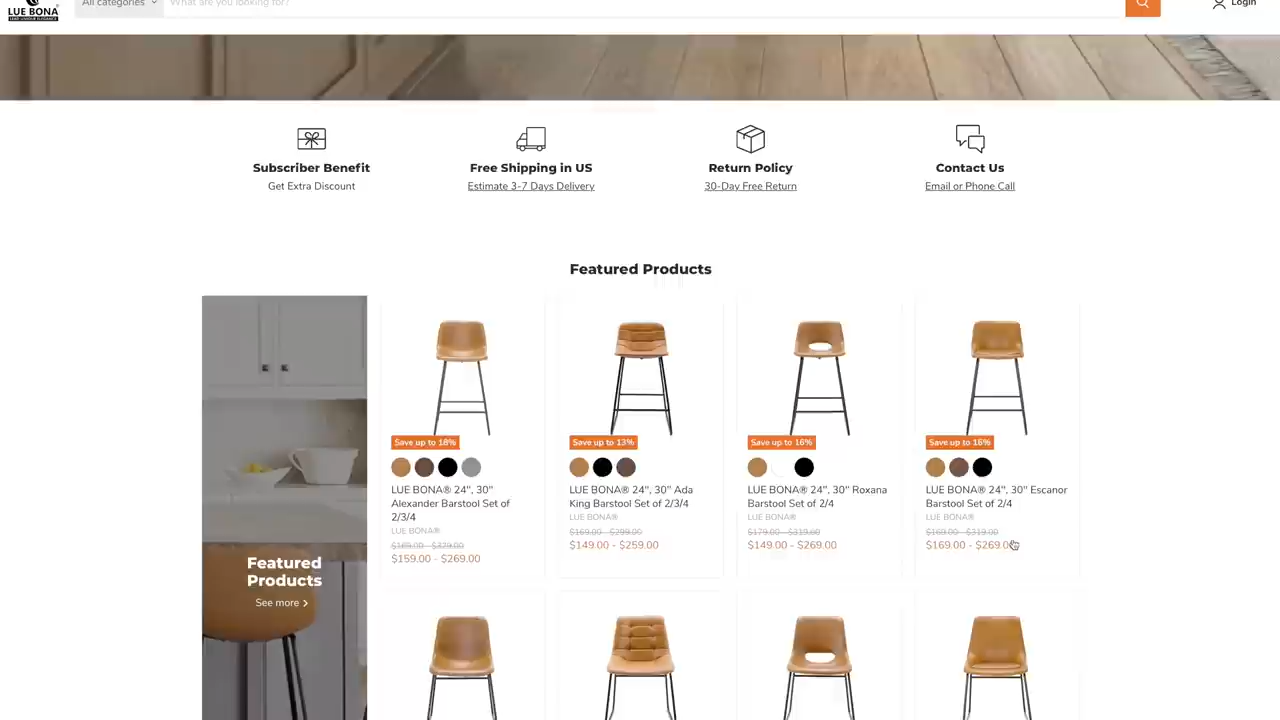 LUE BONA®
All categories
What are you looking for?
Login
Subscriber Benefit
Get Extra Discount
Free Shipping in US
Estimate 3-7 Days Delivery
Return Policy
30-Day Free Return
Contact Us
Email or Phone Call
Featured Products
Featured
Products
See more
Save up to 18%
LUE BONA® 24", 30"
Alexander Barstool Set of
2/3/4
LUE BONA®
$159.00 - $269.00
Save up to 13%
LUE BONA® 24", 30" Ada
King Barstool Set of 2/3/4
LUE BONA®
$169.00 - $299.00
$149.00 - $259.00
Save up to 16%
LUE BONA® 24", 30" Roxana
Barstool Set of 2/4
LUE BONA®
$179.00 - $319.00
$149.00 - $269.00
Save up to 16%
LUE BONA® 24", 30" Escanor
Barstool Set of 2/4
LUE BONA®
$169.00 - $319.00
$169.00 - $269.00